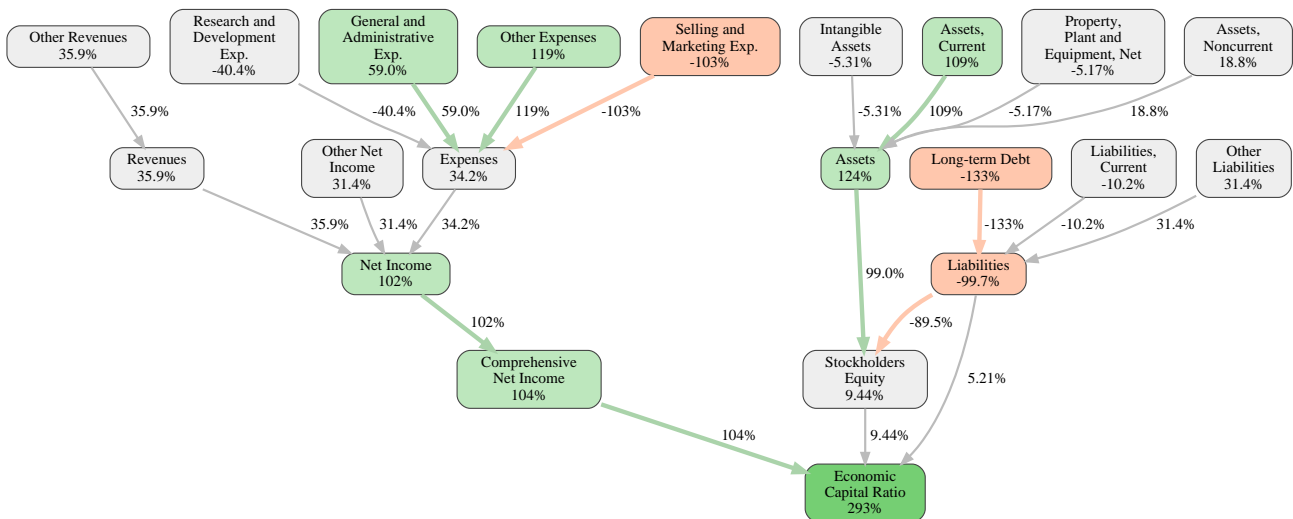 Other Revenues
35.9%
Research and
Development
Exp.
-40.4%
General and
Administrative
Exp.
59.0%
Other Expenses
119%
Selling and
Marketing Exp.
-103%
Intangible
Assets
-5.31%
Assets,
Current
109%
Property,
Plant and
Equipment, Net
-5.17%
Assets,
Noncurrent
18.8%
35.9%
-40.4%
59.0%
119%
-103%
-5.31%
109%
-5.17%
18.8%
Revenues
35.9%
Other Net
Income
31.4%
Expenses
34.2%
Assets
124%
Long-term Debt
-133%
Liabilities,
Current
-10.2%
Other
Liabilities
31.4%
35.9%
31.4%
34.2%
-133%
-10.2%
31.4%
Net Income
102%
99.0%
Liabilities
-99.7%
102%
-89.5%
Comprehensive
Net Income
104%
Stockholders
Equity
9.44%
5.21%
104%
9.44%
Economic
Capital Ratio
293%